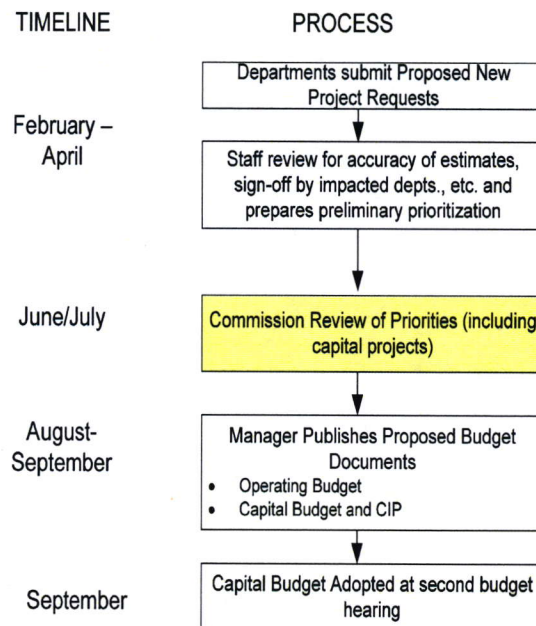 TIMELINE
PROCESS
Departments submit Proposed New
Project Requests
February –
April
Staff review for accuracy of estimates,
sign-off by impacted depts., etc. and
prepares preliminary prioritization
June/July
Commission Review of Priorities (including
capital projects)
August-
September
Manager Publishes Proposed Budget
Documents
• Operating Budget
• Capital Budget and CIP
September
Capital Budget Adopted at second budget
hearing